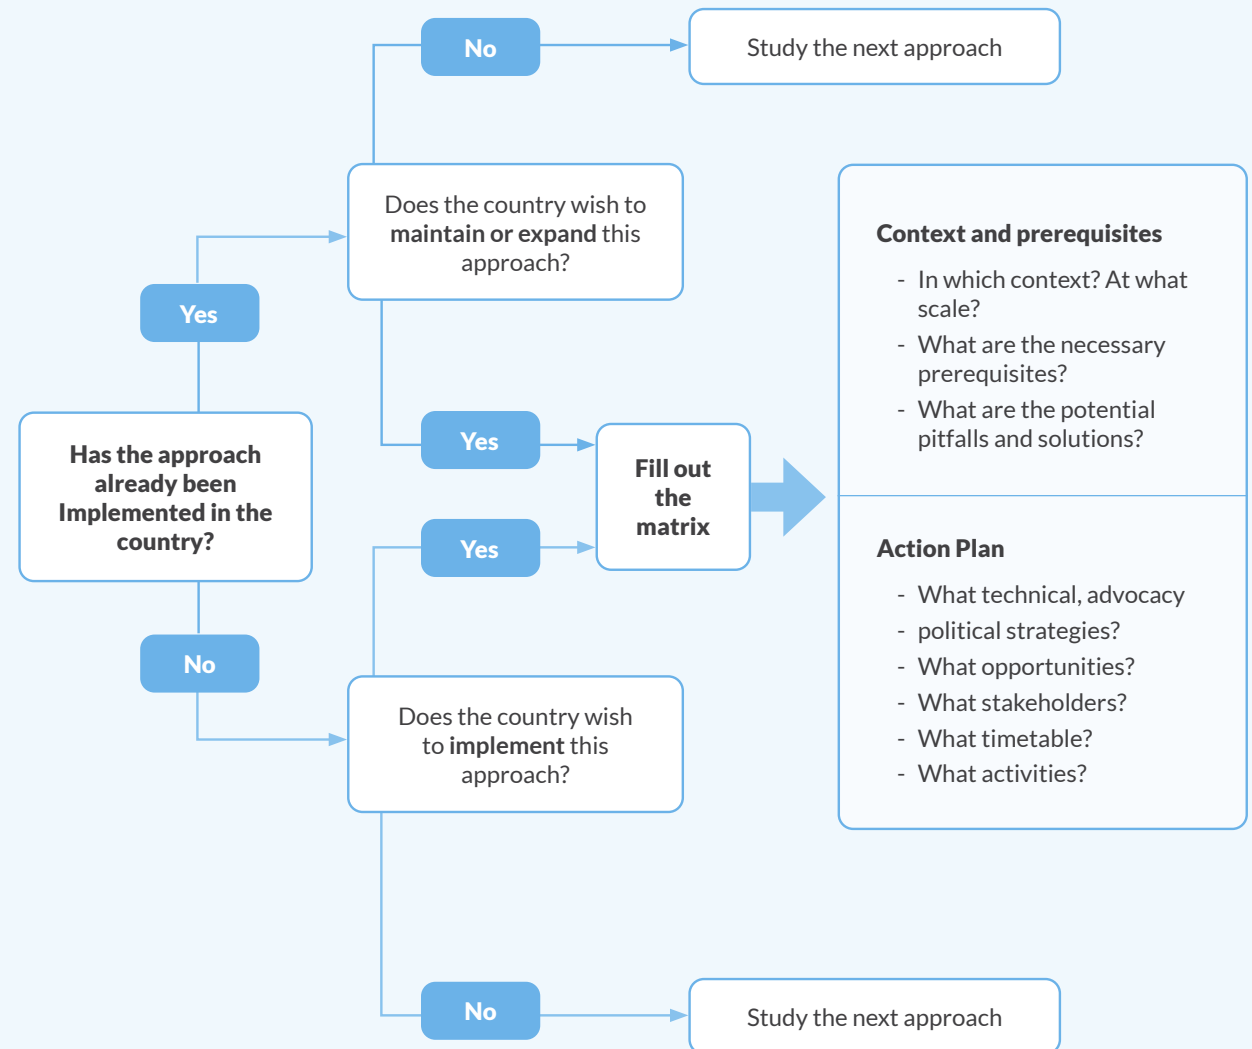 No
Study the next approach
Does the country wish to
maintain or expand this
approach?
Yes
Has the approach
already been
Implemented in the
country?
No
Yes
Yes
Fill out
the
matrix
Does the country wish
to implement this
approach?
No
Study the next approach
Context and prerequisites
- In which context? At what
scale?
- What are the necessary
prerequisites?
- What are the potential
pitfalls and solutions?
Action Plan
- What technical, advocacy
- political strategies?
- What opportunities?
- What stakeholders?
- What timetable?
- What activities?